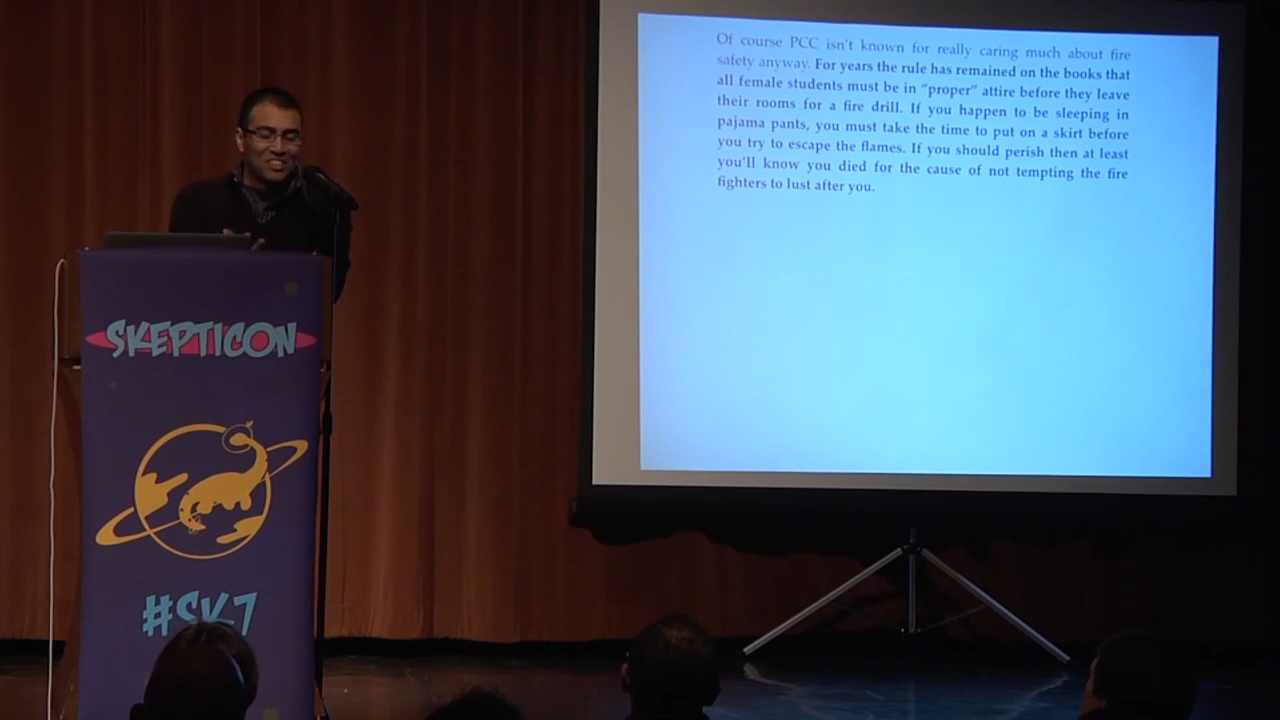 SKEPTICON
#SK7
Of course PCC isn't known for really caring much about fire
safety anyway. For years the rule has remained on the books that
all female students must be in "proper" attire before they leave
their rooms for a fire drill. If you happen to be sleeping in
pajama pants, you must take the time to put on a skirt before
you try to escape the flames. If you should perish then at least
you'll know you died for the cause of not tempting the fire
fighters to lust after you.